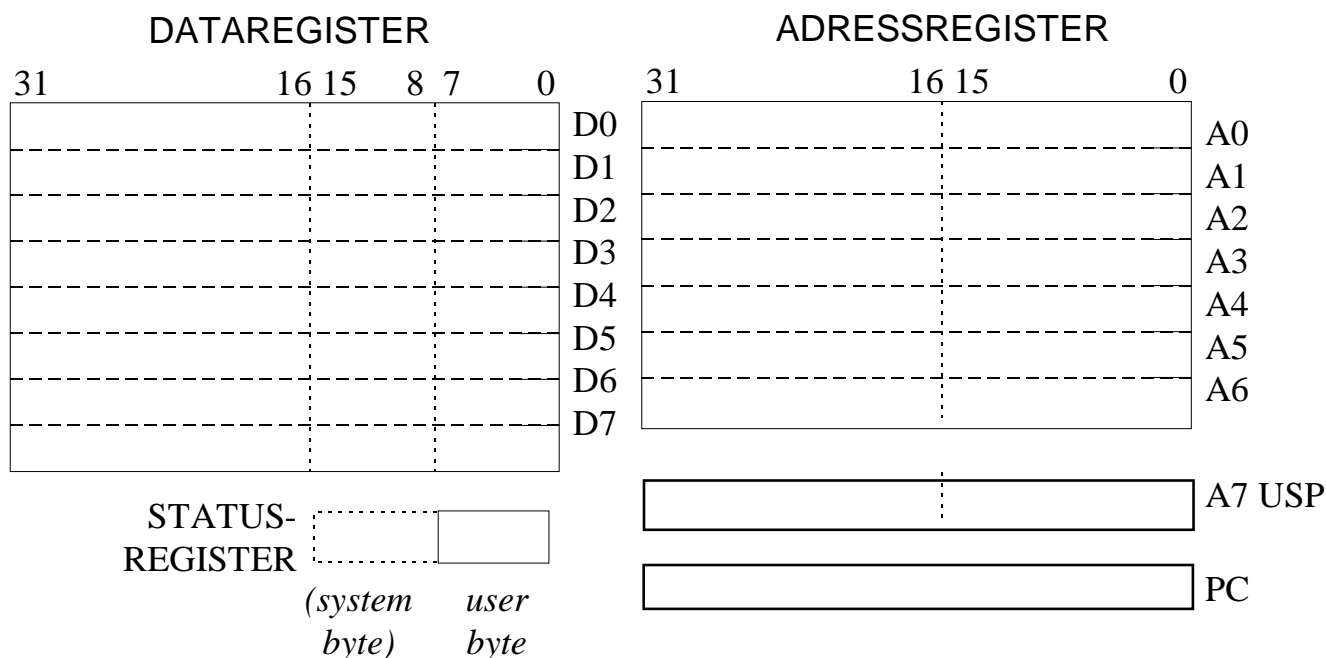 DATAREGISTER
31 16 15 8 7 0
D0
D1
D2
D3
D4
D5
D6
D7
STATUS-
REGISTER
(system
byte)
user
byte
ADRESSREGISTER
31 16 15 0
A0
A1
A2
A3
A4
A5
A6
A7 USP
PC